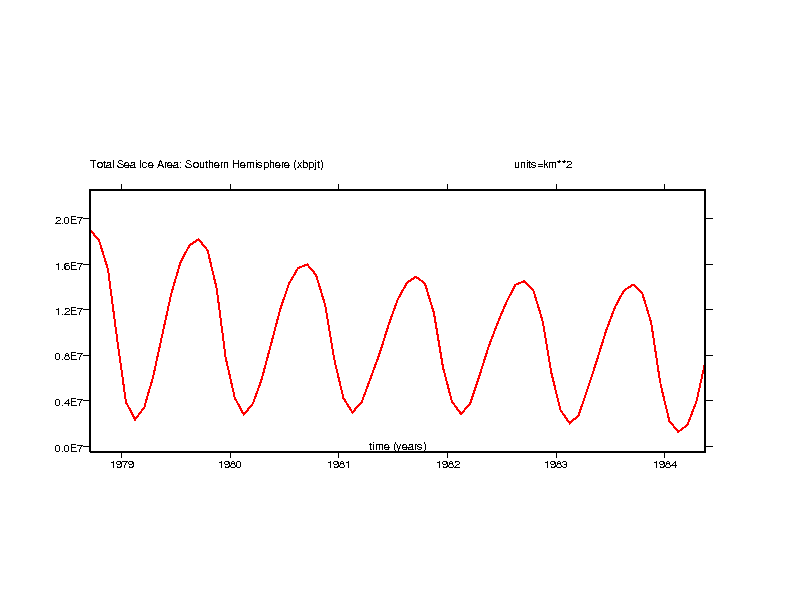 Total Sea Ice Area: Southern Hemisphere (xbpjt) units=km**2
2.0E7
1.6E7
1.2E7
0.8E7
0.4E7
0.0E7
time (years)
1979 1980 1981 1982 1983 1984